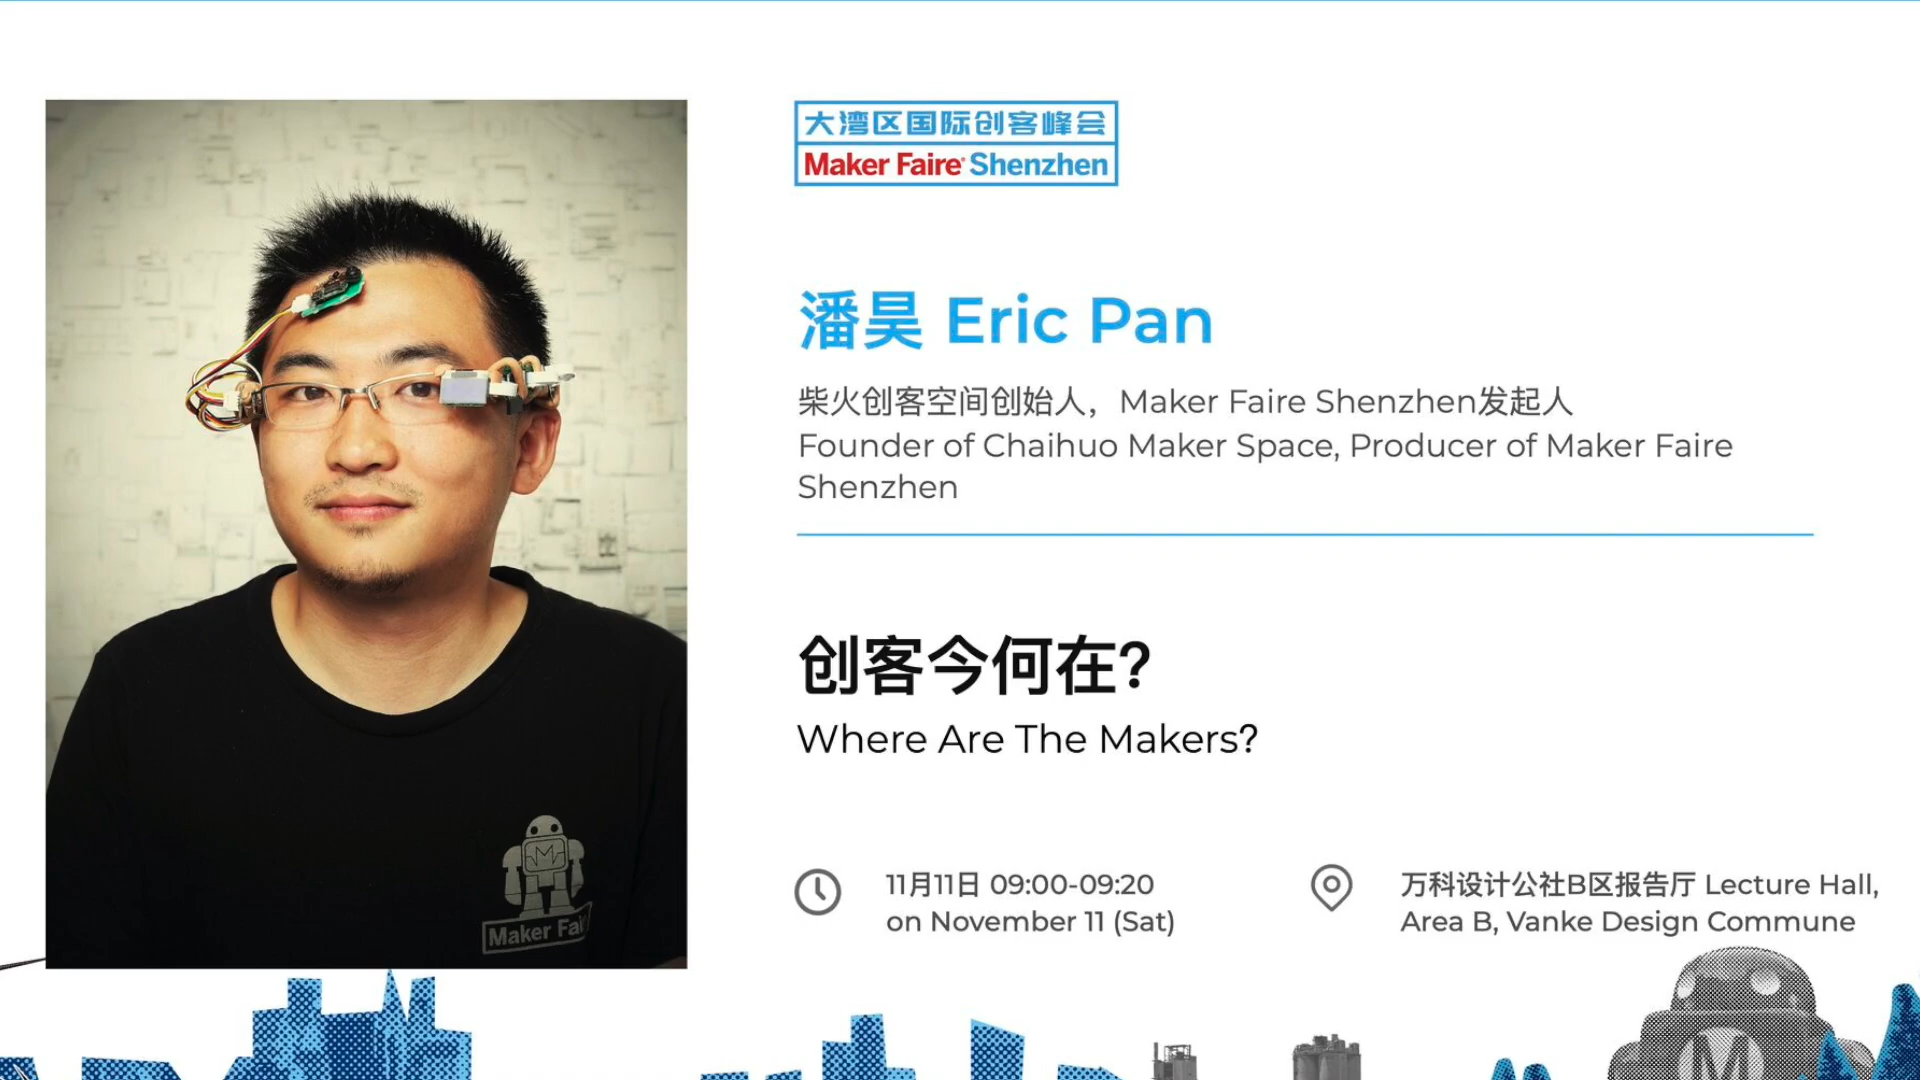 大湾区国际创客峰会
Maker Faire Shenzhen
潘昊 Eric Pan
柴火创客空间创始人，Maker Faire Shenzhen发起人
Founder of Chaihuo Maker Space, Producer of Maker Faire
Shenzhen
创客今何在?
Where Are The Makers?
11月11日 09:00-09:20
on November 11 (Sat)
万科设计公社B区报告厅 Lecture Hall,
Area B, Vanke Design Commune
M
Maker Fai
M